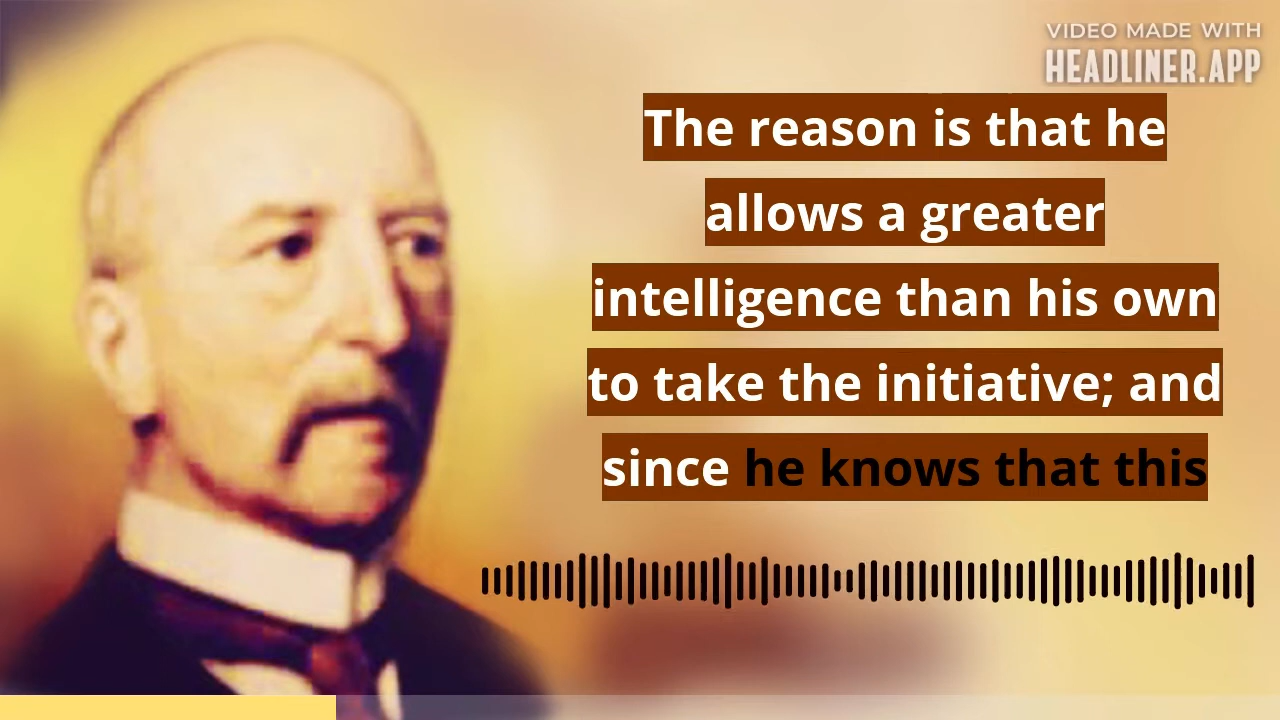 VIDEO MADE WITH
HEADLINER.APP
The reason is that he
allows a greater
intelligence than his own
to take the initiative; and
since he knows that this